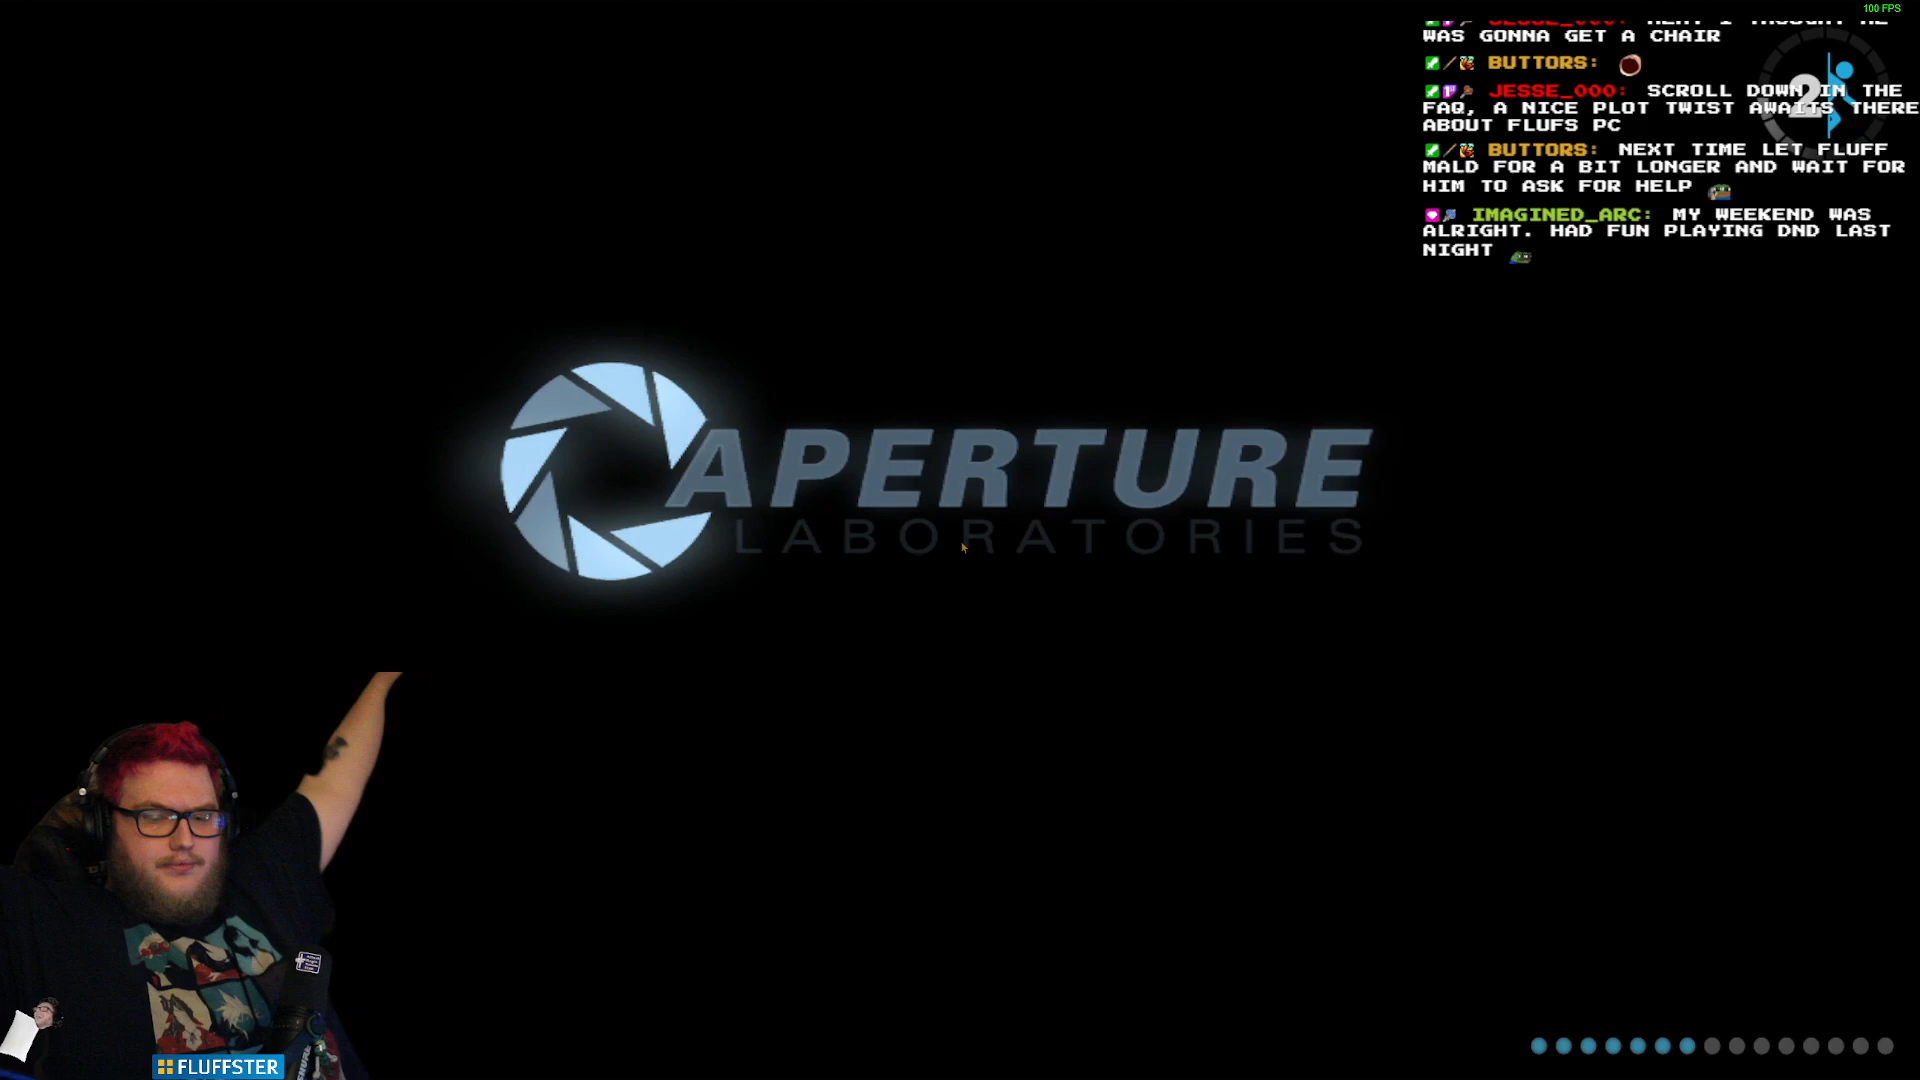 100 FPS
WAS GONNA GET A CHAIR
BUTTORS:
JESSE_000: SCROLL DOWN IN THE
FAQ, A NICE PLOT TWIST AWAITS THERE
ABOUT FLUFS PC
BUTTORS: NEXT TIME LET FLUFF
MALD FOR A BIT LONGER AND WAIT FOR
HIM TO ASK FOR HELP
IMAGINED_ARC: MY WEEKEND WAS
ALRIGHT. HAD FUN PLAYING DND LAST
NIGHT
2
APERTURE
LABORATORIES
FLUFFSTER